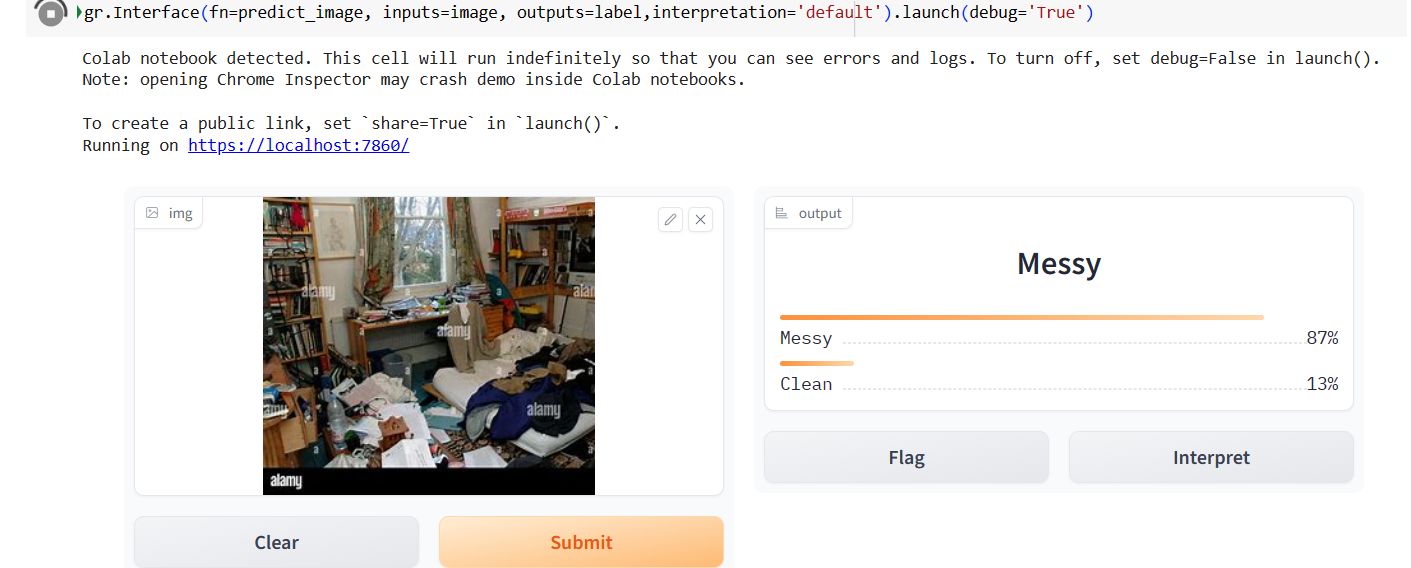 gr.Interface(fn=predict_image, inputs=image, outputs=label,interpretation='default').launch(debug='True')
Colab notebook detected. This cell will run indefinitely so that you can see errors and logs. To turn off, set debug=False in launch().
Note: opening Chrome Inspector may crash demo inside Colab notebooks.
To create a public link, set `share=True` in `launch()`.
Running on https://localhost:7860/
img
a
a
a
alamy
alar
a
alamy
a
a
a
alamy
a
a
alamy
output
Messy
Messy 87%
Clean 13%
Flag
Interpret
Clear
Submit